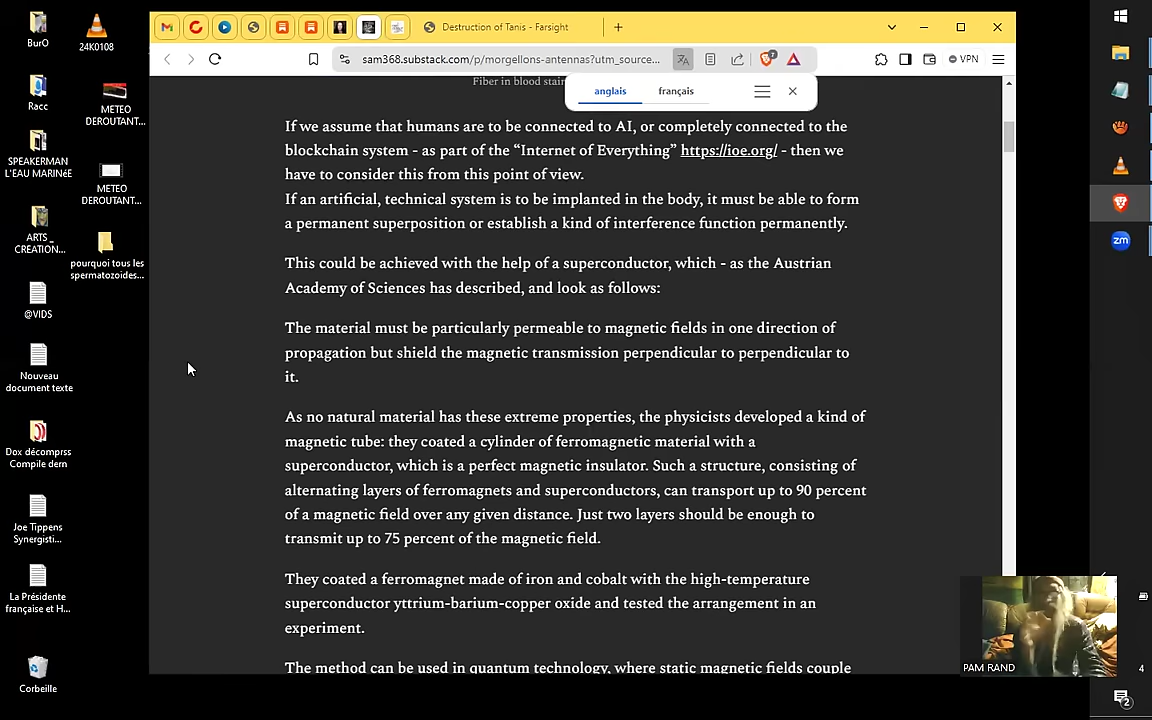 BurO
24K0108
Racc
METEO
DEROUTANT...
SPEAKERMAN
L'EAU MARINéE
METEO
DEROUTANT...
ARTS _
CREATION...
pourquoi tous les
spermatozoides...
@VIDS
Nouveau
document texte
Dox décomprss
Compile dern
Joe Tippens
Synergisti...
La Présidente
française et H...
Corbeille
Destruction of Tanis - Farsight
sam368.substack.com/p/morgellons-antennas?utm_source...
VPN
Fiber in blood stain
anglais
français
If we assume that humans are to be connected to AI, or completely connected to the
blockchain system - as part of the “Internet of Everything” https://ioe.org/ - then we
have to consider this from this point of view.
If an artificial, technical system is to be implanted in the body, it must be able to form
a permanent superposition or establish a kind of interference function permanently.
This could be achieved with the help of a superconductor, which - as the Austrian
Academy of Sciences has described, and look as follows:
The material must be particularly permeable to magnetic fields in one direction of
propagation but shield the magnetic transmission perpendicular to perpendicular to
it.
As no natural material has these extreme properties, the physicists developed a kind of
magnetic tube: they coated a cylinder of ferromagnetic material with a
superconductor, which is a perfect magnetic insulator. Such a structure, consisting of
alternating layers of ferromagnets and superconductors, can transport up to 90 percent
of a magnetic field over any given distance. Just two layers should be enough to
transmit up to 75 percent of the magnetic field.
They coated a ferromagnet made of iron and cobalt with the high-temperature
superconductor yttrium-barium-copper oxide and tested the arrangement in an
experiment.
The method can be used in quantum technology, where static magnetic fields couple
zm
PAM RAND
4
2